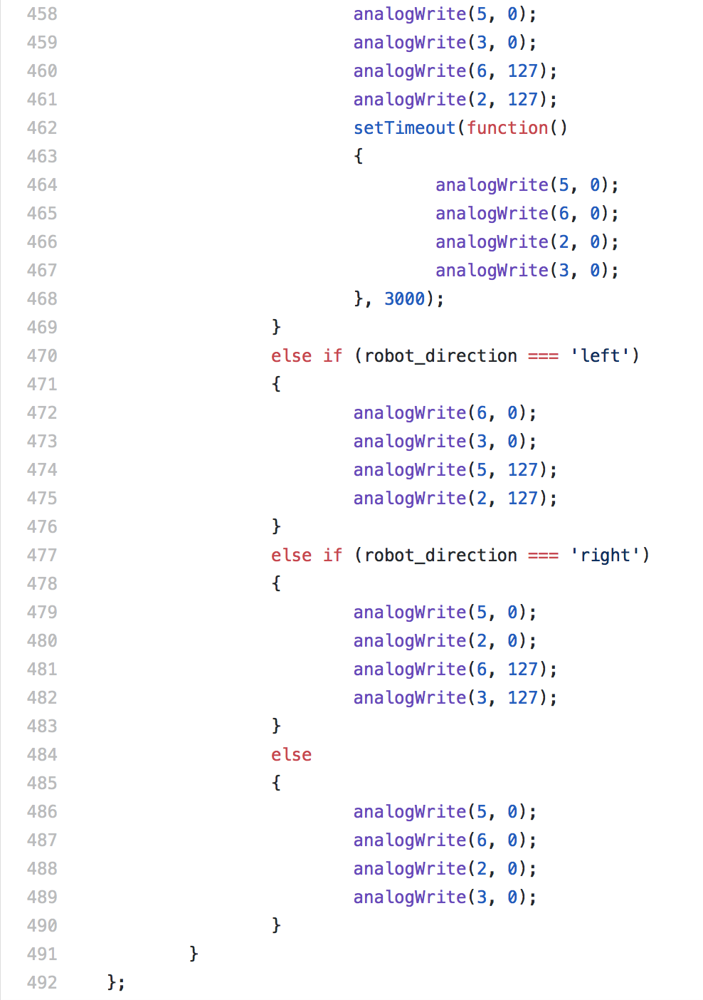 458 analogWrite(5, 0);
459 analogWrite(3, 0);
460 analogWrite(6, 127);
461 analogWrite(2, 127);
462 setTimeout(function()
463 {
464 analogWrite(5, 0);
465 analogWrite(6, 0);
466 analogWrite(2, 0);
467 analogWrite(3, 0);
468 }, 3000);
469 }
470 else if (robot_direction === 'left')
471 {
472 analogWrite(6, 0);
473 analogWrite(3, 0);
474 analogWrite(5, 127);
475 analogWrite(2, 127);
476 }
477 else if (robot_direction === 'right')
478 {
479 analogWrite(5, 0);
480 analogWrite(2, 0);
481 analogWrite(6, 127);
482 analogWrite(3, 127);
483 }
484 else
485 {
486 analogWrite(5, 0);
487 analogWrite(6, 0);
488 analogWrite(2, 0);
489 analogWrite(3, 0);
490 }
491 }
492 };